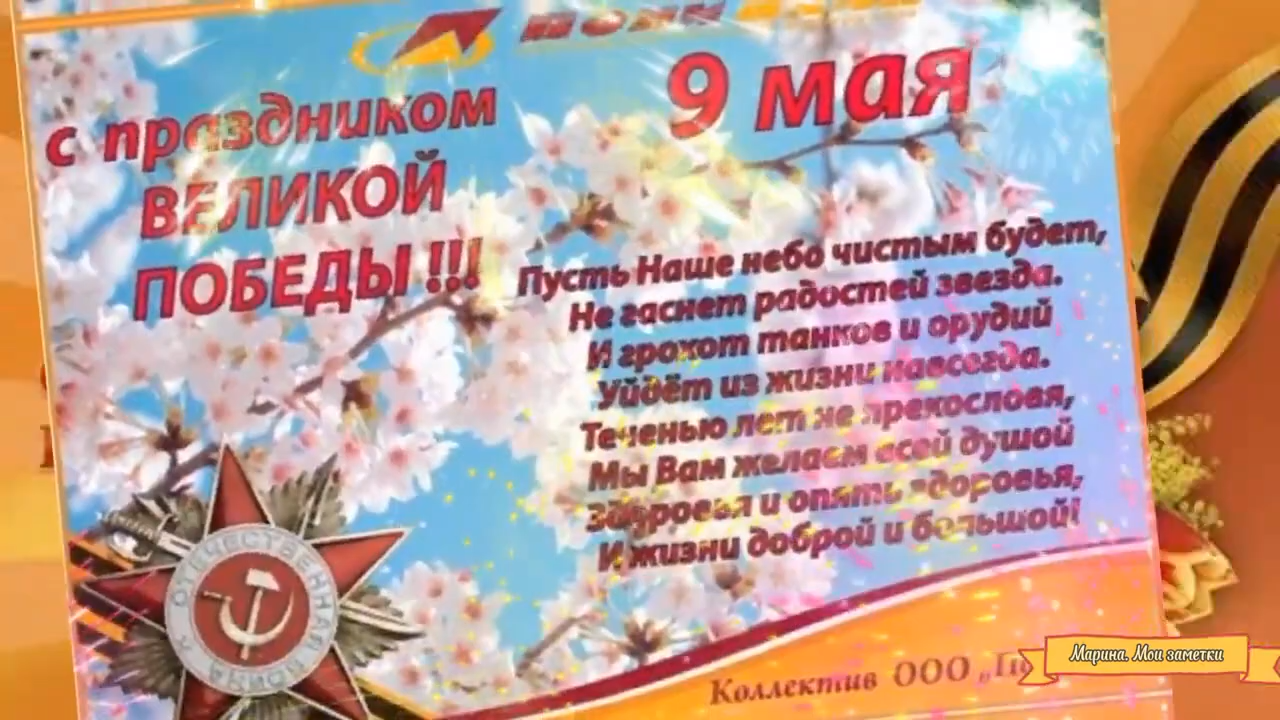 9 мая
с праздником
ВЕЛИКОЙ
ПОБЕДЫ !!!
Пусть Наше небо чистым будет,
Не гаснет радостей звезда.
И грохот танков и орудий
Уйдёт из жизни навсегда.
Теченью лет не прекословя,
Мы Вам желаем всей душой
Здоровья и опять здоровья,
И жизни доброй и большой!
ОТЕЧЕСТВЕННАЯ ВОЙНА
Коллектив ООО
Марина. Мои заметки